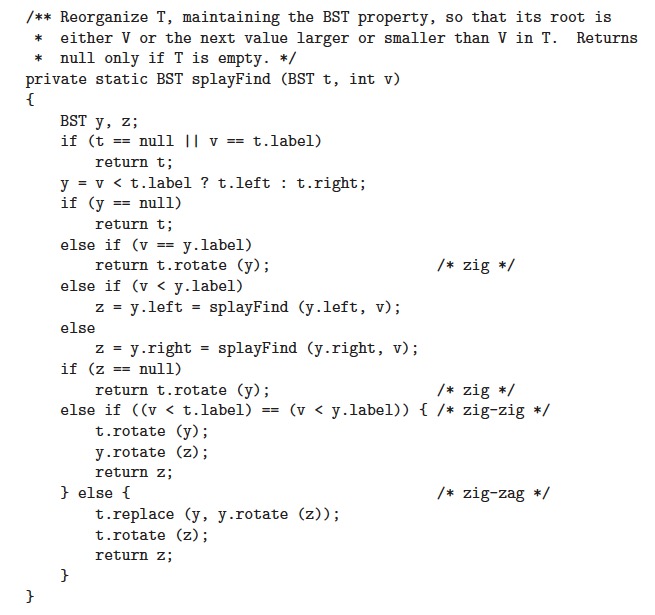 /** Reorganize T, maintaining the BST property, so that its root is
 *  either V or the next value larger or smaller than V in T.  Returns
 *  null only if T is empty. */
private static BST splayFind (BST t, int v)
{
    BST y, z;
    if (t == null || v == t.label)
        return t;
    y = v < t.label ? t.left : t.right;
    if (y == null)
        return t;
    else if (v == y.label)
        return t.rotate (y);                    /* zig */
    else if (v < y.label)
        z = y.left = splayFind (y.left, v);
    else
        z = y.right = splayFind (y.right, v);
    if (z == null)
        return t.rotate (y);                    /* zig */
    else if ((v < t.label) == (v < y.label)) { /* zig-zig */
        t.rotate (y);
        y.rotate (z);
        return z;
    } else {                                    /* zig-zag */
        t.replace (y, y.rotate (z));
        t.rotate (z);
        return z;
    }
}